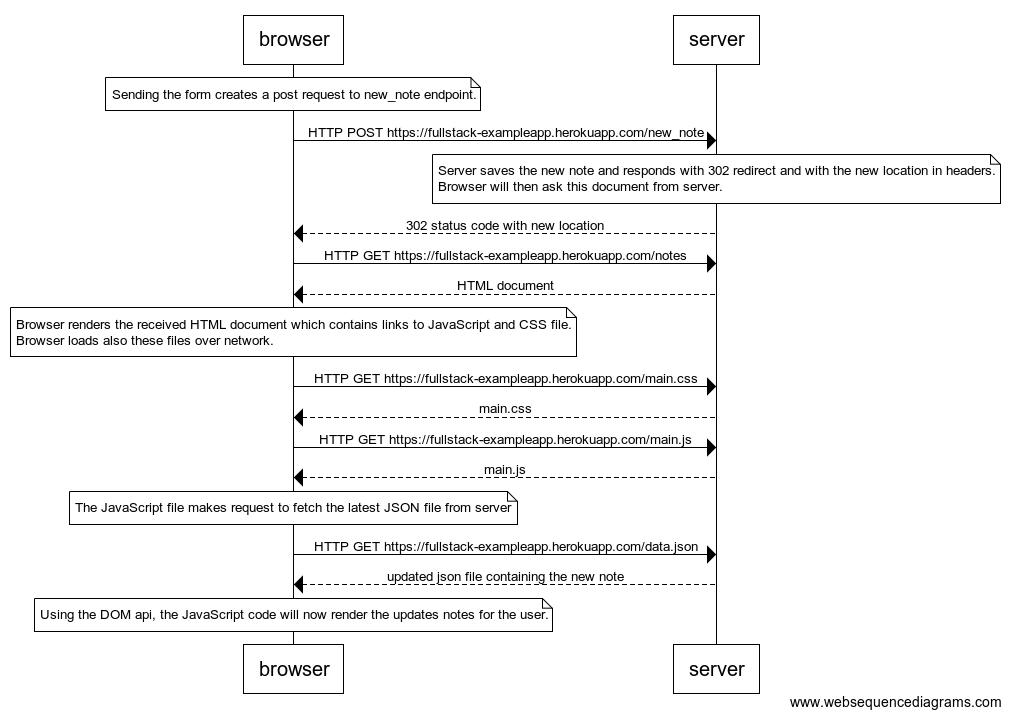 browser
server
Sending the form creates a post request to new_note endpoint.
HTTP POST https://fullstack-exampleapp.herokuapp.com/new_note
Server saves the new note and responds with 302 redirect and with the new location in headers.
Browser will then ask this document from server.
302 status code with new location
HTTP GET https://fullstack-exampleapp.herokuapp.com/notes
HTML document
Browser renders the received HTML document which contains links to JavaScript and CSS file.
Browser loads also these files over network.
HTTP GET https://fullstack-exampleapp.herokuapp.com/main.css
main.css
HTTP GET https://fullstack-exampleapp.herokuapp.com/main.js
main.js
The JavaScript file makes request to fetch the latest JSON file from server
HTTP GET https://fullstack-exampleapp.herokuapp.com/data.json
updated json file containing the new note
Using the DOM api, the JavaScript code will now render the updates notes for the user.
browser
server
www.websequencediagrams.com